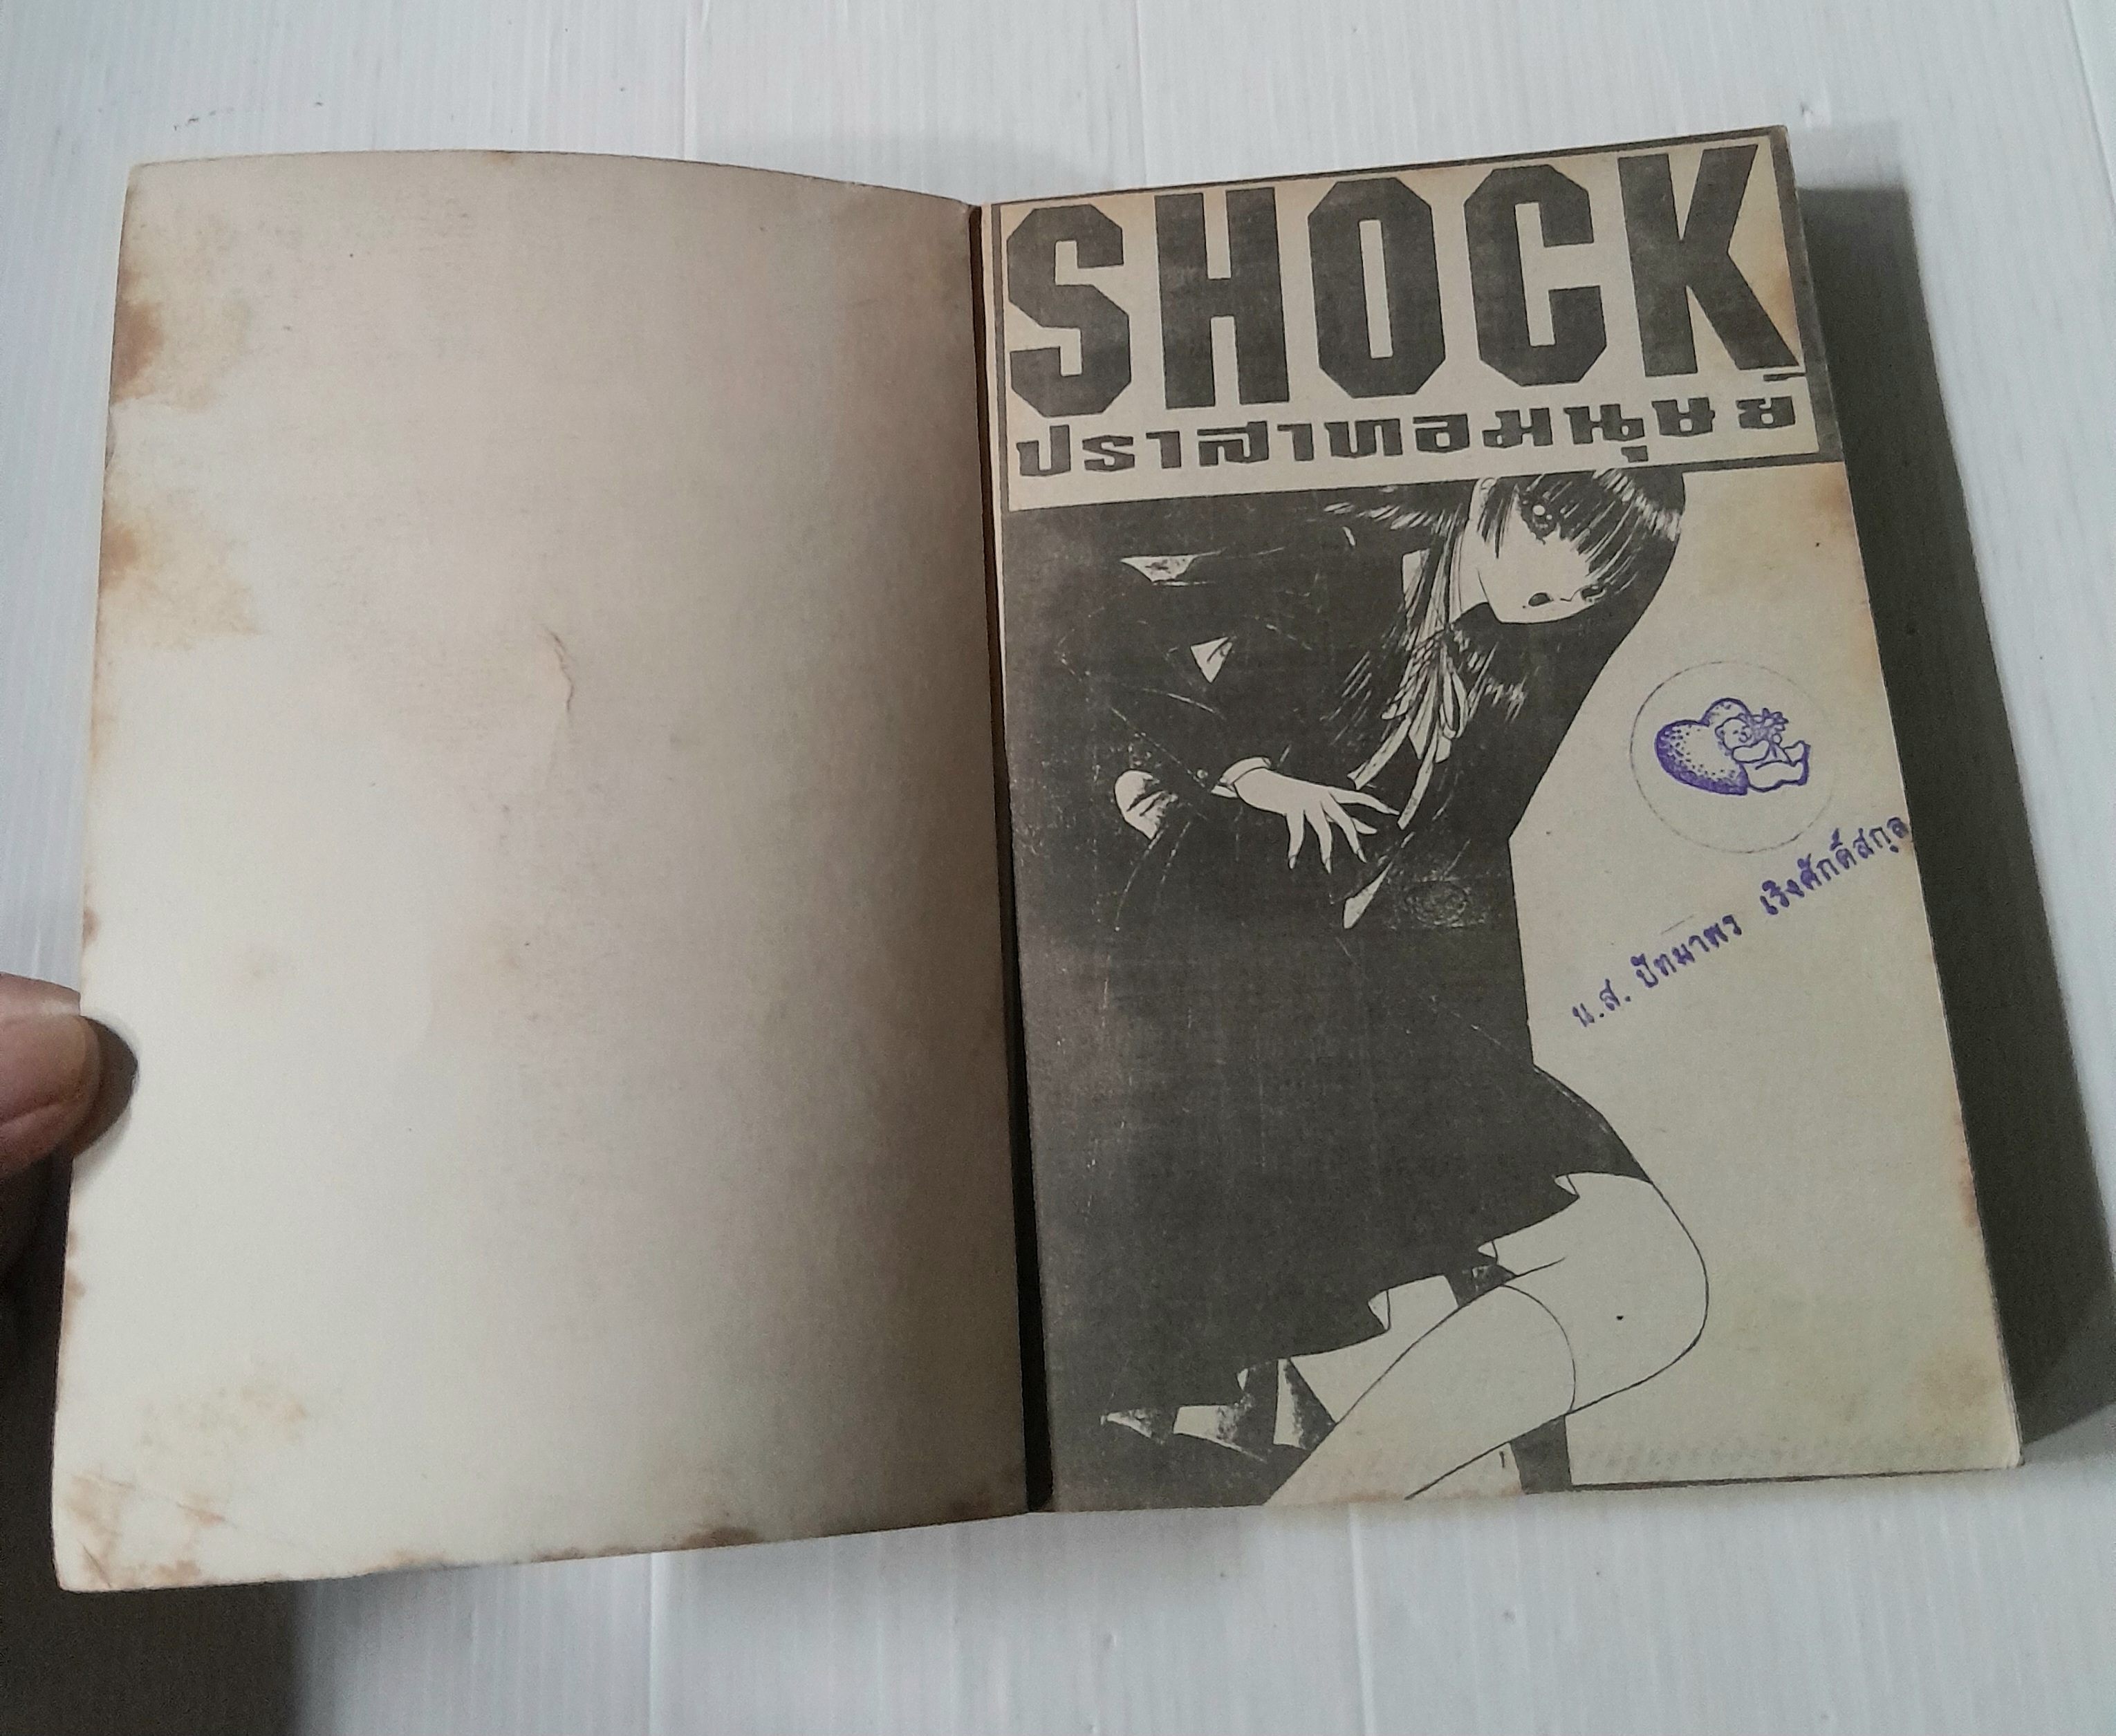 SHOCK
ปราสาทอมนุษย์
น.ส. ปัทมาพร เริงศักดิ์สกุล